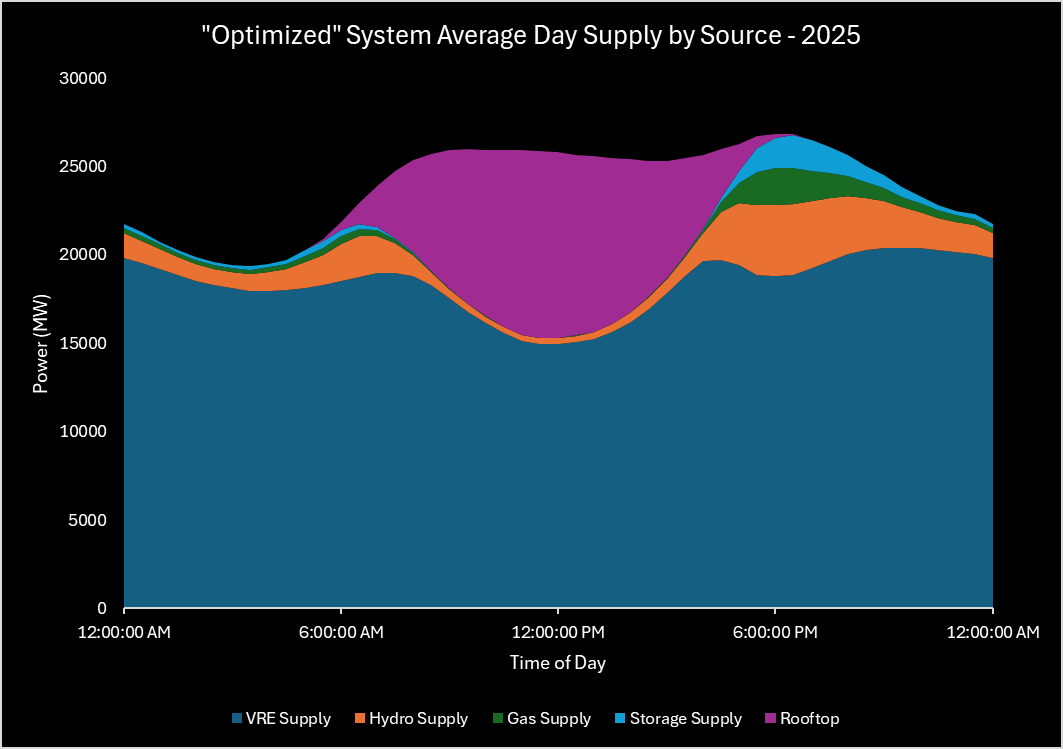 "Optimized" System Average Day Supply by Source - 2025
30000
25000
20000
15000
10000
5000
0
Power (MW)
12:00:00 AM 6:00:00 AM 12:00:00 PM 6:00:00 PM 12:00:00 AM
Time of Day
VRE Supply Hydro Supply Gas Supply Storage Supply Rooftop